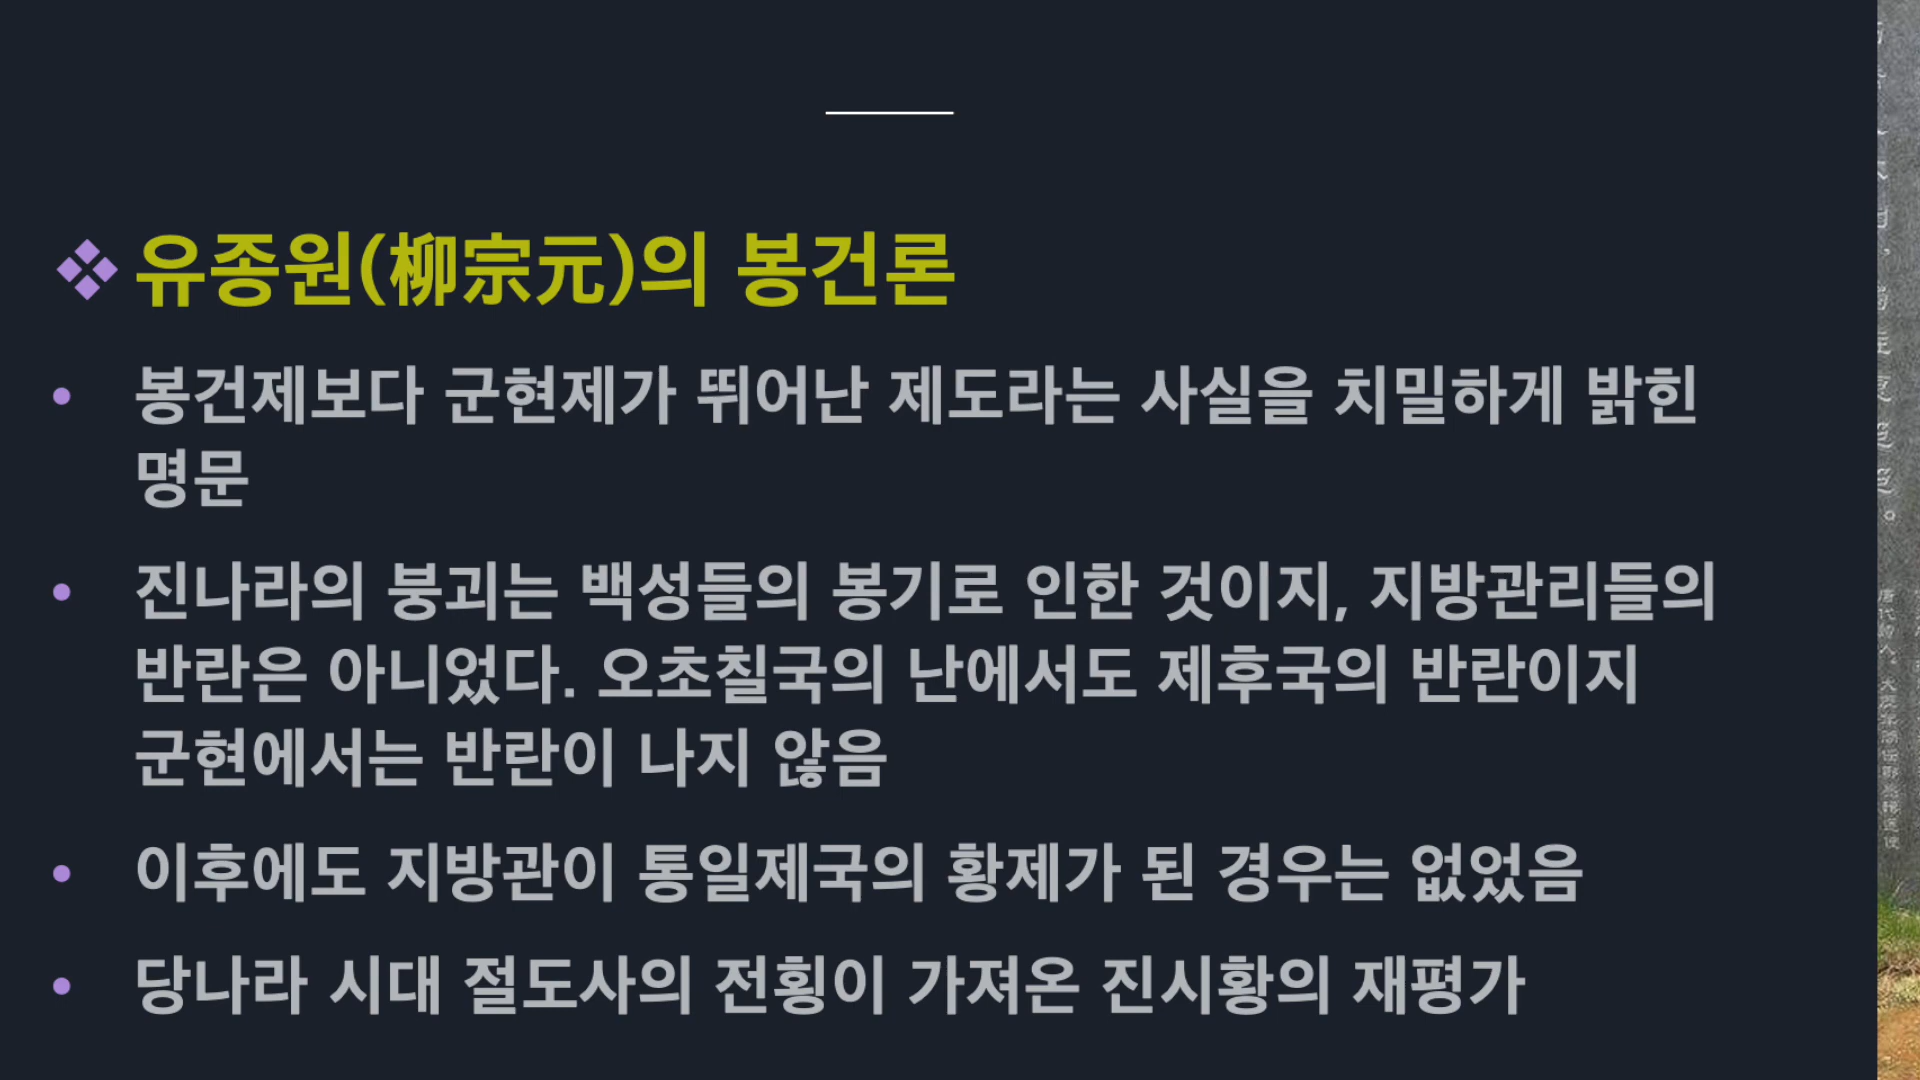 ❖ 유종원(柳宗元)의 봉건론
• 봉건제보다 군현제가 뛰어난 제도라는 사실을 치밀하게 밝힌
명문
• 진나라의 붕괴는 백성들의 봉기로 인한 것이지, 지방관리들의
반란은 아니었다. 오초칠국의 난에서도 제후국의 반란이지
군현에서는 반란이 나지 않음
• 이후에도 지방관이 통일제국의 황제가 된 경우는 없었음
• 당나라 시대 절도사의 전횡이 가져온 진시황의 재평가